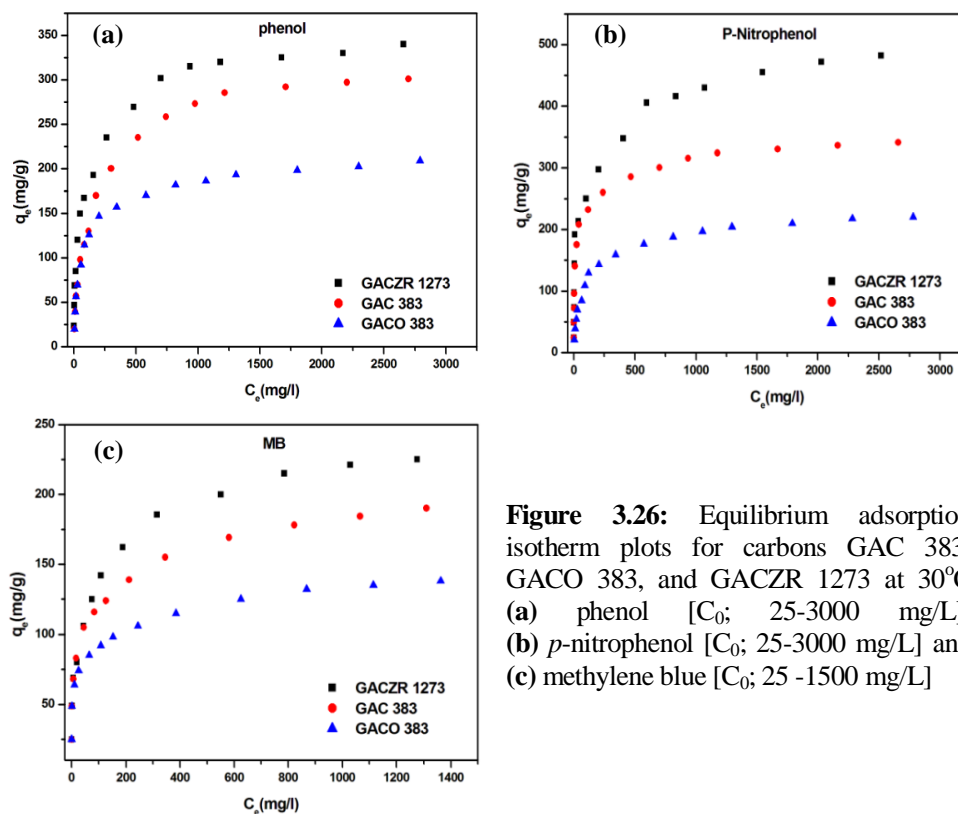 (a)
phenol
350
300
250
200
150
100
50
0
qe(mg/g)
GACZR 1273
GAC 383
GACO 383
0 500 1000 1500 2000 2500 3000
Ce(mg/l)
(b)
P-Nitrophenol
500
400
300
200
100
0
qe(mg/g)
GACZR 1273
GAC 383
GACO 383
0 500 1000 1500 2000 2500 3000
Ce(mg/l)
(c)
MB
250
200
150
100
50
0
qe(mg/g)
GACZR 1273
GAC 383
GACO 383
0 200 400 600 800 1000 1200 1400
Ce(mg/l)
Figure 3.26: Equilibrium adsorption
isotherm plots for carbons GAC 383
GACO 383, and GACZR 1273 at 30°C
(a) phenol [C₀; 25-3000 mg/L]
(b) p-nitrophenol [C₀; 25-3000 mg/L] an
(c) methylene blue [C₀; 25 -1500 mg/L]